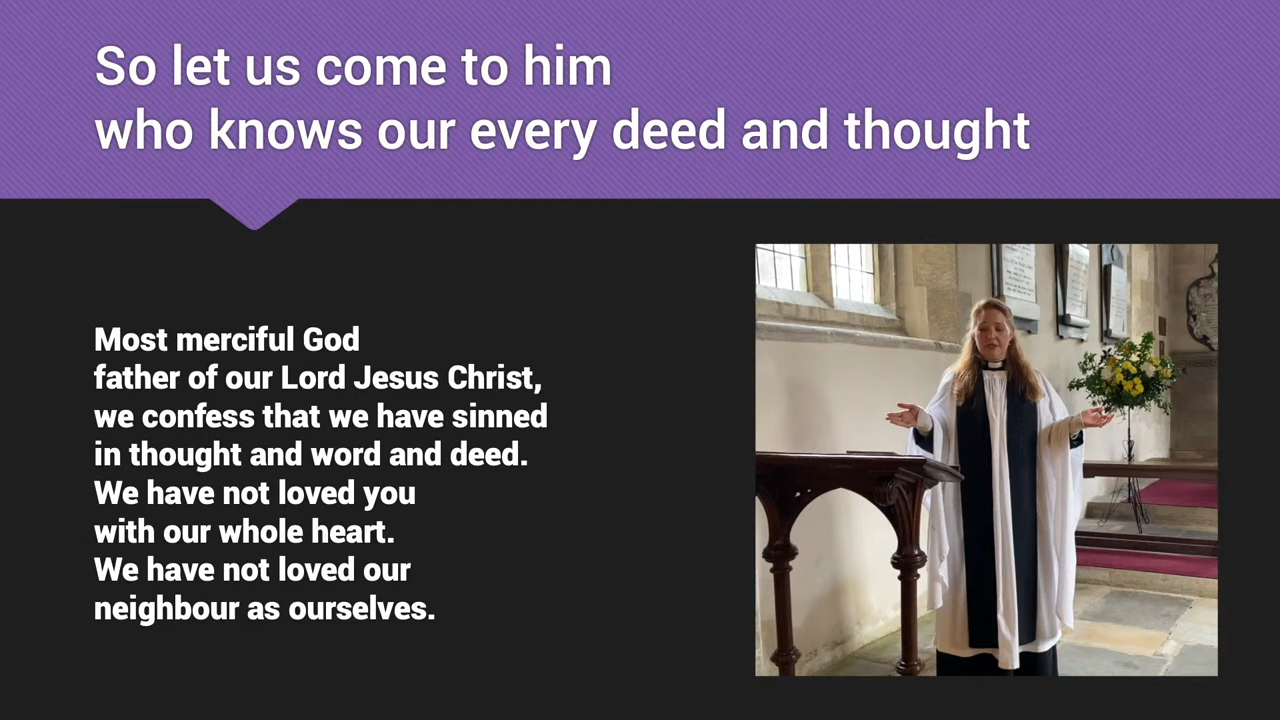 So let us come to him
who knows our every deed and thought
Most merciful God
father of our Lord Jesus Christ,
we confess that we have sinned
in thought and word and deed.
We have not loved you
with our whole heart.
We have not loved our
neighbour as ourselves.